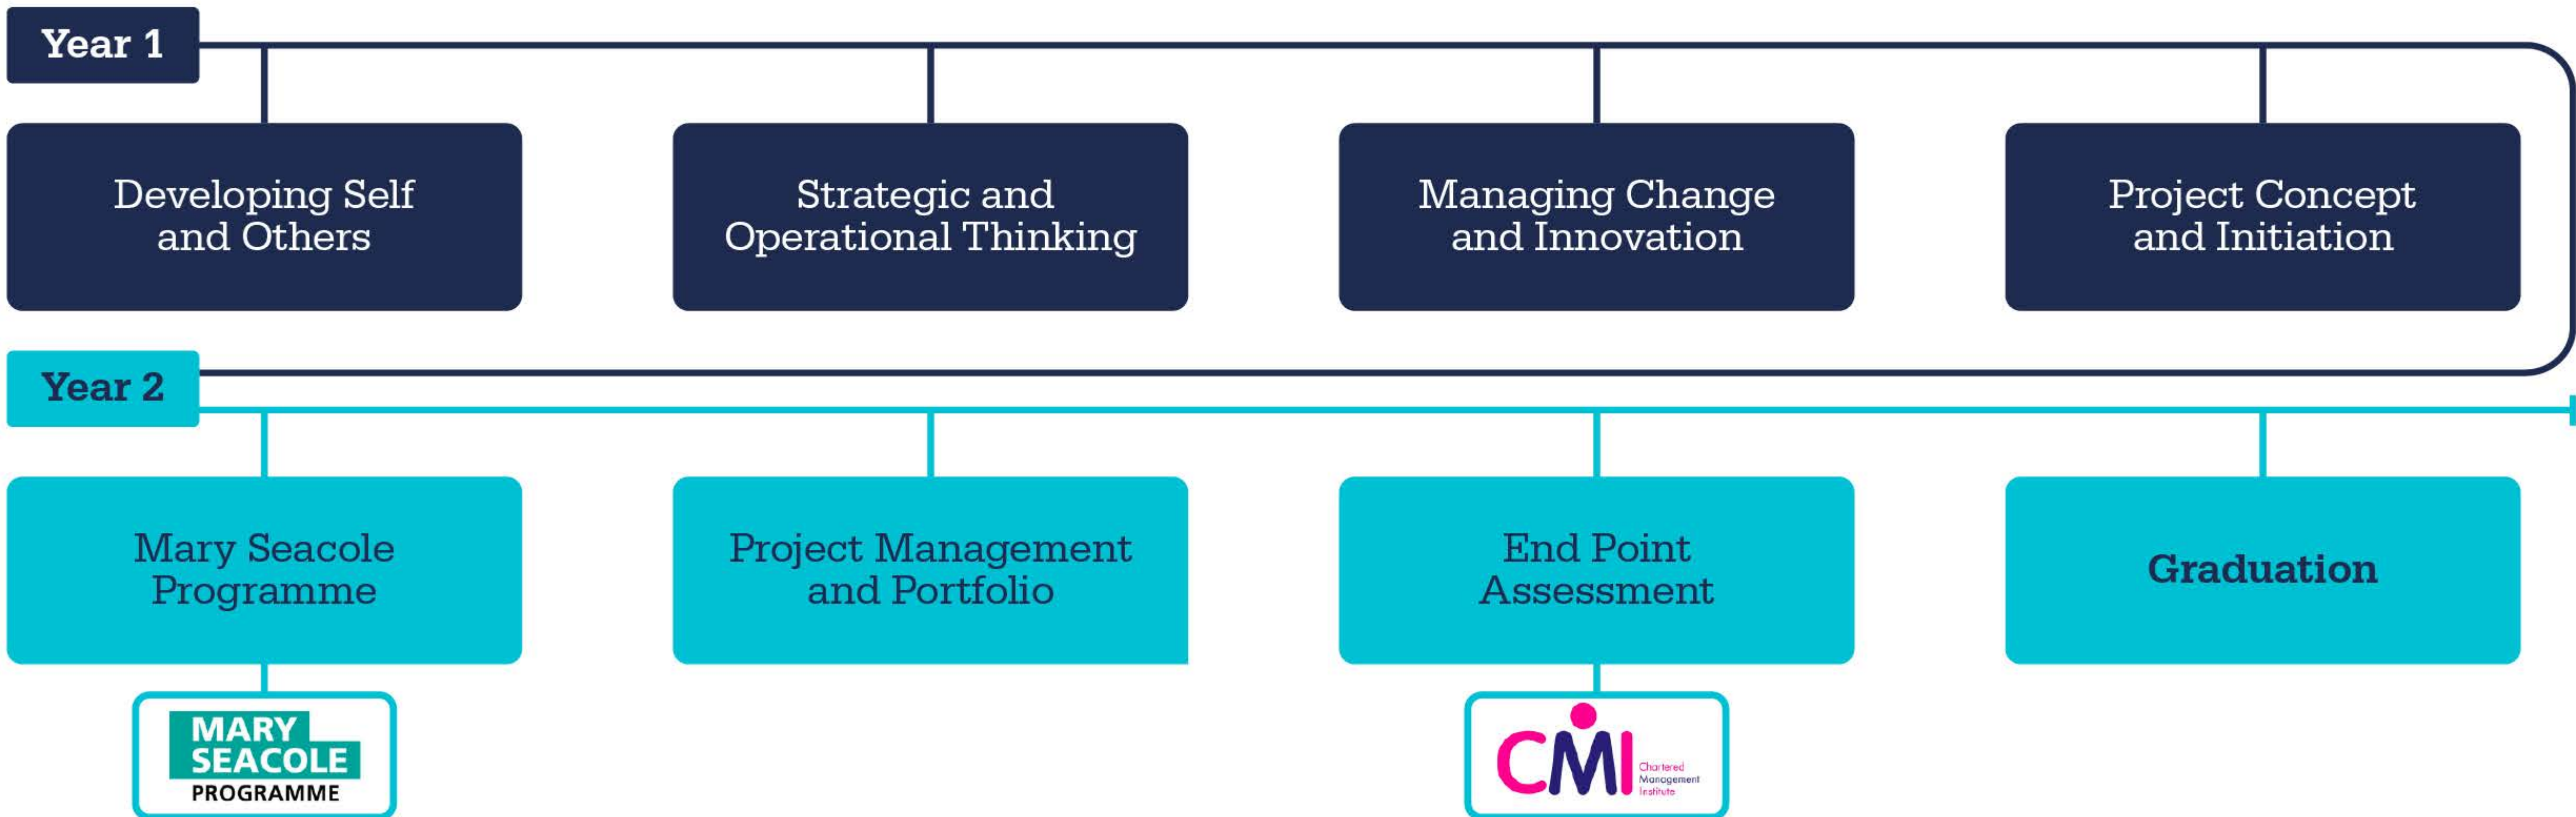 Year 1
Developing Self
and Others
Strategic and
Operational Thinking
Managing Change
and Innovation
Project Concept
and Initiation
Year 2
Mary Seacole
Programme
Project Management
and Portfolio
End Point
Assessment
Graduation
MARY
SEACOLE
PROGRAMME
CMI
Chartered
Management
Institute